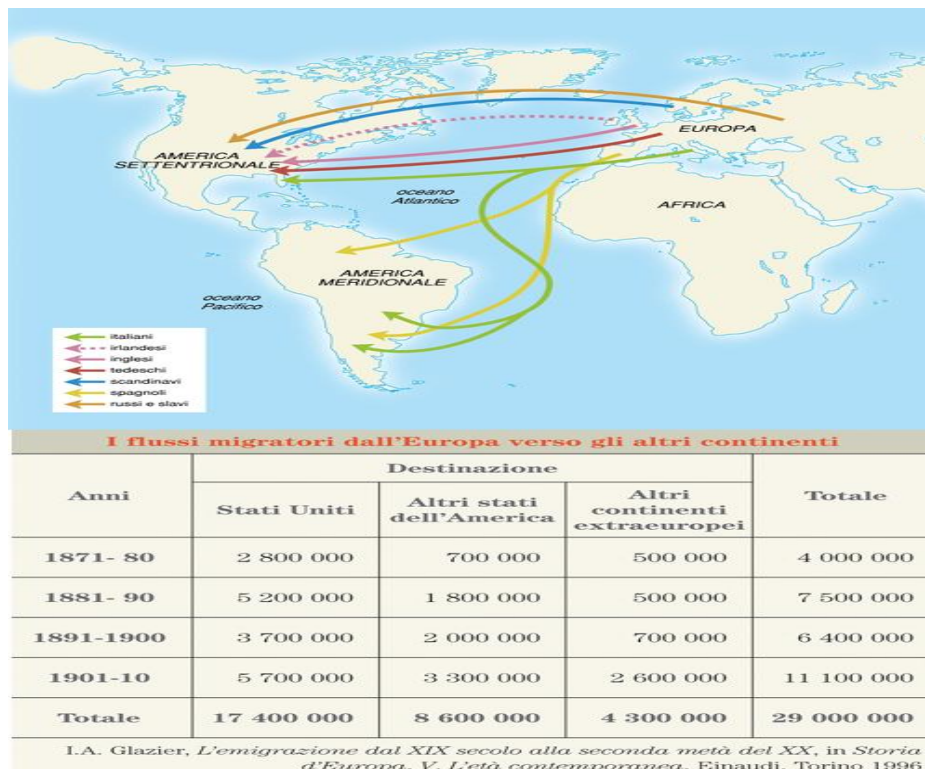 EUROPA
AMERICA
SETTENTRIONALE
oceano
Atlantico
AFRICA
AMERICA
MERIDIONALE
oceano
Pacifico
italiani
irlandesi
inglesi
tedeschi
scandinavi
spagnoli
russi e slavi
I flussi migratori dall'Europa verso gli altri continenti
Anni Destinazione Totale
Stati Uniti Altri stati dell'America Altri continenti extraeuropei
1871- 80 2 800 000 700 000 500 000 4 000 000
1881- 90 5 200 000 1 800 000 500 000 7 500 000
1891-1900 3 700 000 2 000 000 700 000 6 400 000
1901-10 5 700 000 3 300 000 2 600 000 11 100 000
Totale 17 400 000 8 600 000 4 300 000 29 000 000
I.A. Glazier, L'emigrazione dal XIX secolo alla seconda metà del XX, in Storia
d'Europa, V, L'età contemporanea, Einaudi, Torino 1996